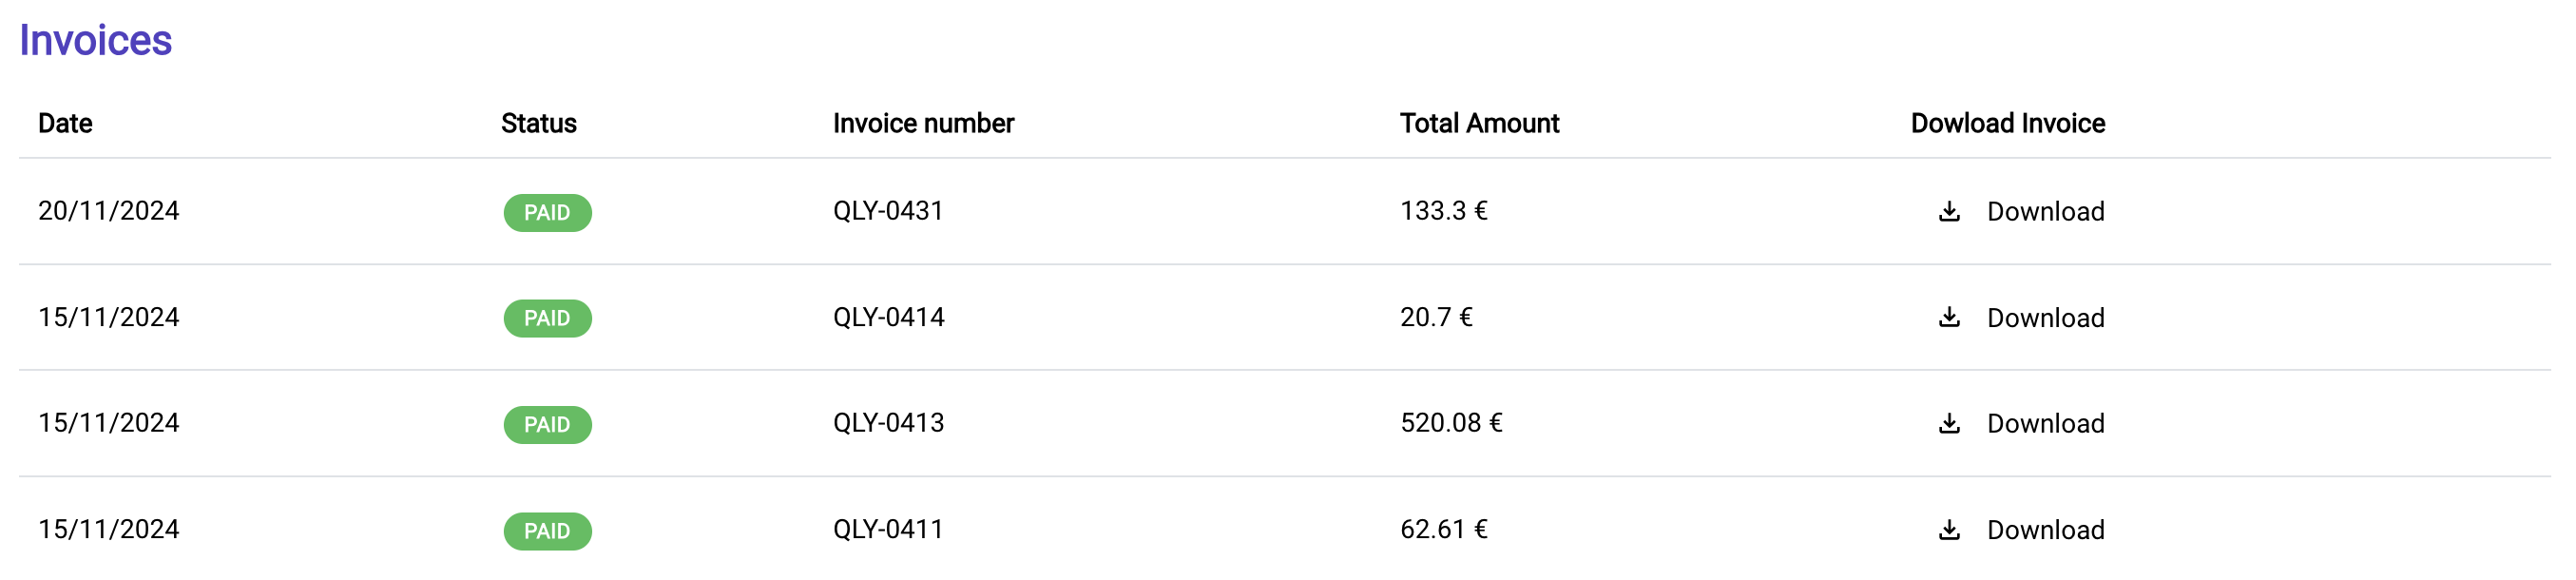 Invoices
Date Status Invoice number Total Amount Dowload Invoice
20/11/2024 PAID QLY-0431 133.3 € Download
15/11/2024 PAID QLY-0414 20.7 € Download
15/11/2024 PAID QLY-0413 520.08 € Download
15/11/2024 PAID QLY-0411 62.61 € Download